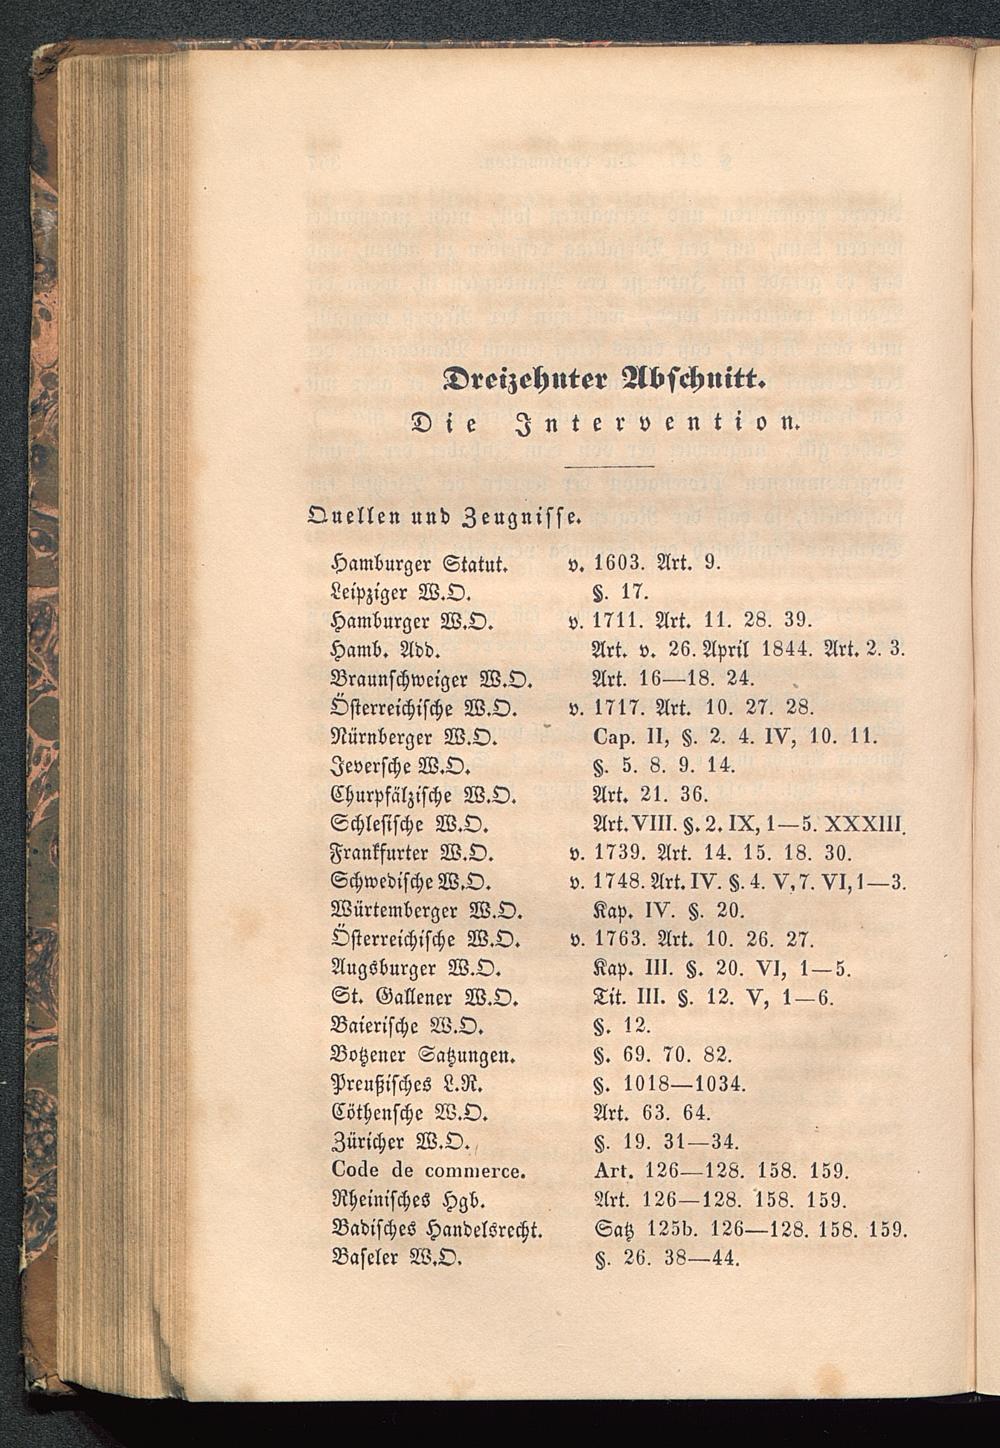 Dreizehnter Abschnitt.
Die Intervention.
Quellen und Zeugnisse.
Hamburger Statut. v. 1603. Art. 9.
Leipziger W.O. §. 17.
Hamburger W.O. v. 1711. Art. 11. 28. 39.
Hamb. Add. Art. v. 26. April 1844. Art. 2. 3.
Braunschweiger W.O. Art. 16—18. 24.
Österreichische W.O. v. 1717. Art. 10. 27. 28.
Nürnberger W.O. Cap. II, §. 2. 4. IV, 10. 11.
Jeversche W.O. §. 5. 8. 9. 14.
Churpfälzische W.O. Art. 21. 36.
Schlesische W.O. Art. VIII. §. 2. IX, 1—5. XXXIII.
Frankfurter W.O. v. 1739. Art. 14. 15. 18. 30.
Schwedische W.O. v. 1748. Art. IV. §. 4. V, 7. VI, 1—3.
Würtemberger W.O. Kap. IV. §. 20.
Österreichische W.O. v. 1763. Art. 10. 26. 27.
Augsburger W.O. Kap. III. §. 20. VI, 1—5.
St. Gallener W.O. Tit. III. §. 12. V, 1—6.
Baierische W.O. §. 12.
Botzener Satzungen. §. 69. 70. 82.
Preußisches L.R. §. 1018—1034.
Cöthensche W.O. Art. 63. 64.
Züricher W.O. §. 19. 31—34.
Code de commerce. Art. 126—128. 158. 159.
Rheinisches Hgb. Art. 126—128. 158. 159.
Badisches Handelsrecht. Satz 125b. 126—128. 158. 159.
Baseler W.O. §. 26. 38—44.